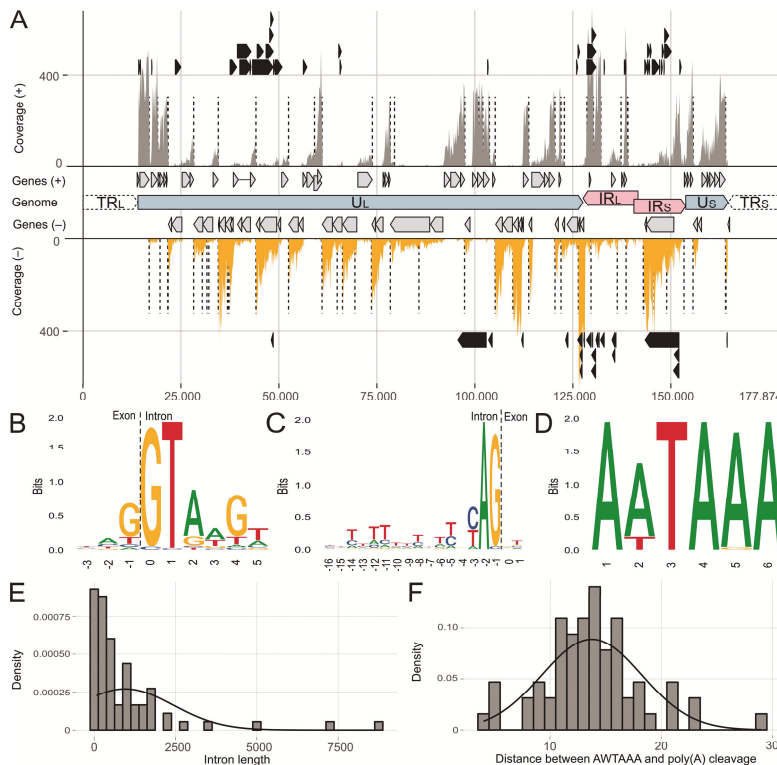 A
Coverage (+)
400
0
Genes (+)
Genome
TRL
UL
IRL
IRS
US
TRS
Genes (–)
0
Coverage (–)
400
0
25.000
50.000
75.000
100.000
125.000
150.000
177.874
B
Exon
Intron
2.0
1.5
1.0
0.5
0.0
Bits
G
G
T
A
A
G
T
-3
-2
-1
0
1
2
3
4
5
C
Intron
Exon
2.0
1.5
1.0
0.5
0.0
Bits
C
A
G
-16
-15
-14
-13
-12
-11
-10
-9
-8
-7
-6
-5
-4
-3
-2
-1
0
1
D
2.0
1.5
1.0
0.5
0.0
Bits
A
A
T
T
A
A
A
1
2
3
4
5
6
E
Density
0.00075
0.00050
0.00025
0
0
2500
5000
7500
Intron length
F
Density
0.10
0.05
0
10
20
30
Distance between AWTAAA and poly(A) cleavage